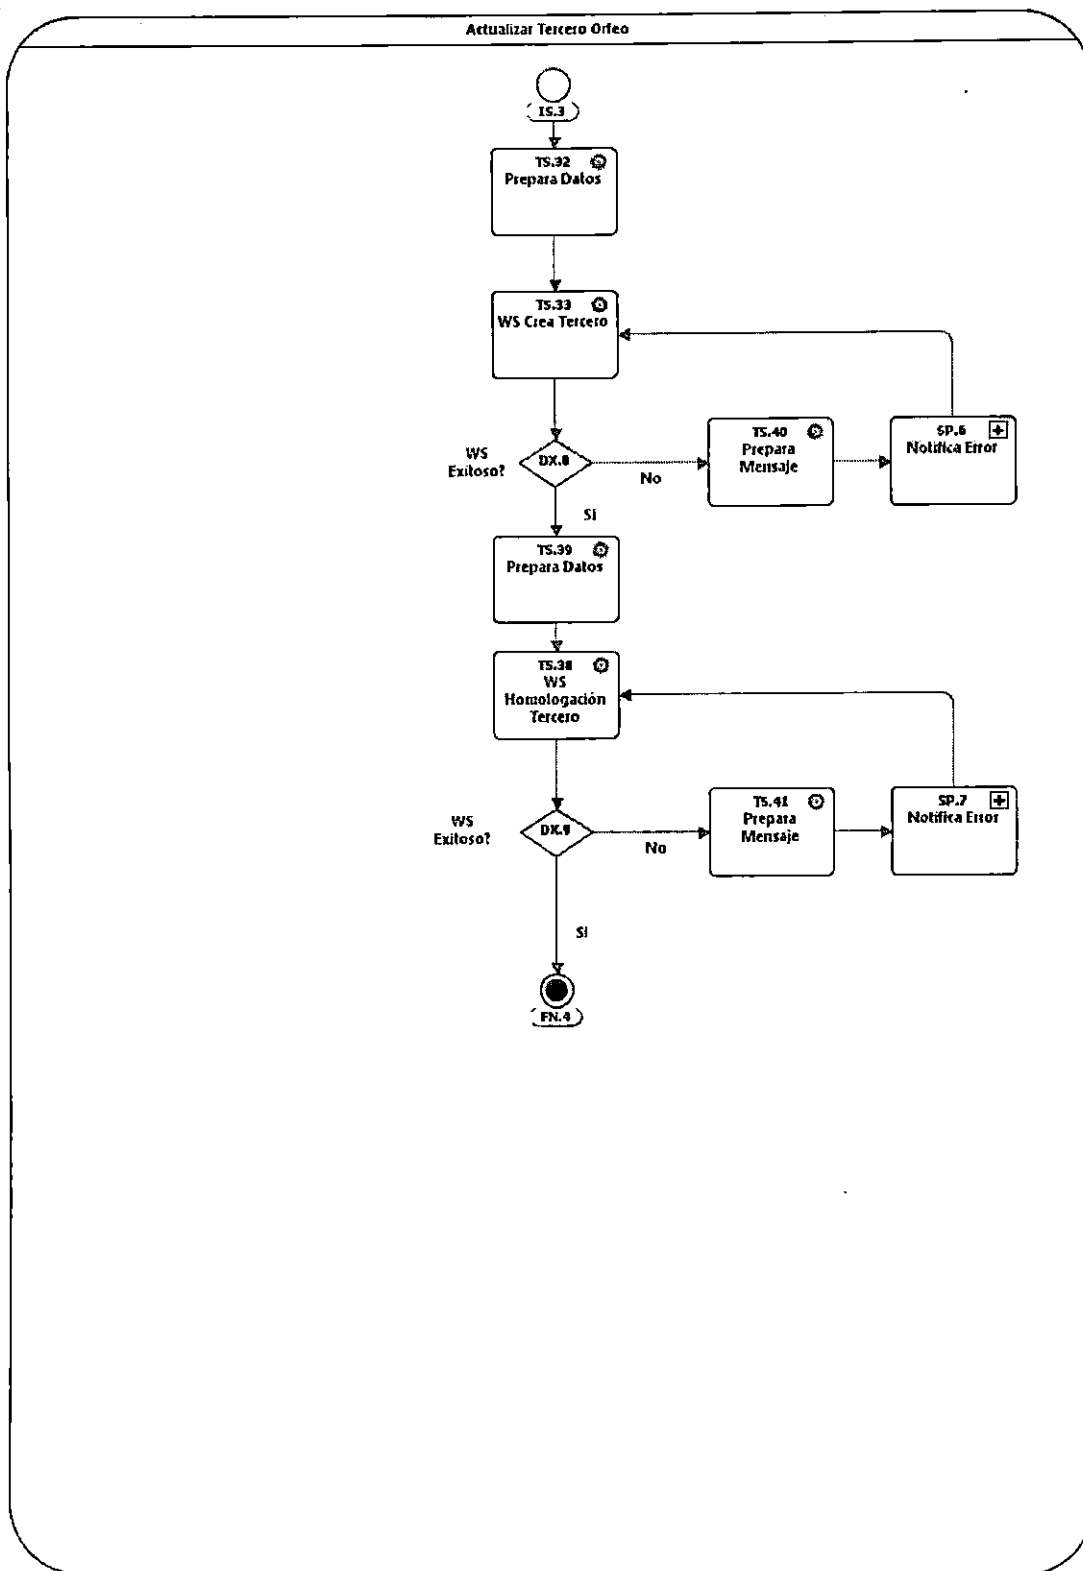 Actualizar Tercero Orfeo
IS.3
TS.32
Prepara Datos
TS.33
WS Crea Tercero
WS
Exitoso?
DX.8
No
TS.40
Prepara
Mensaje
SP.6
Notifica Error
Si
TS.39
Prepara Datos
TS.38
WS
Homologación
Tercero
WS
Exitoso?
DX.9
No
TS.41
Prepara
Mensaje
SP.7
Notifica Error
Si
FN.4